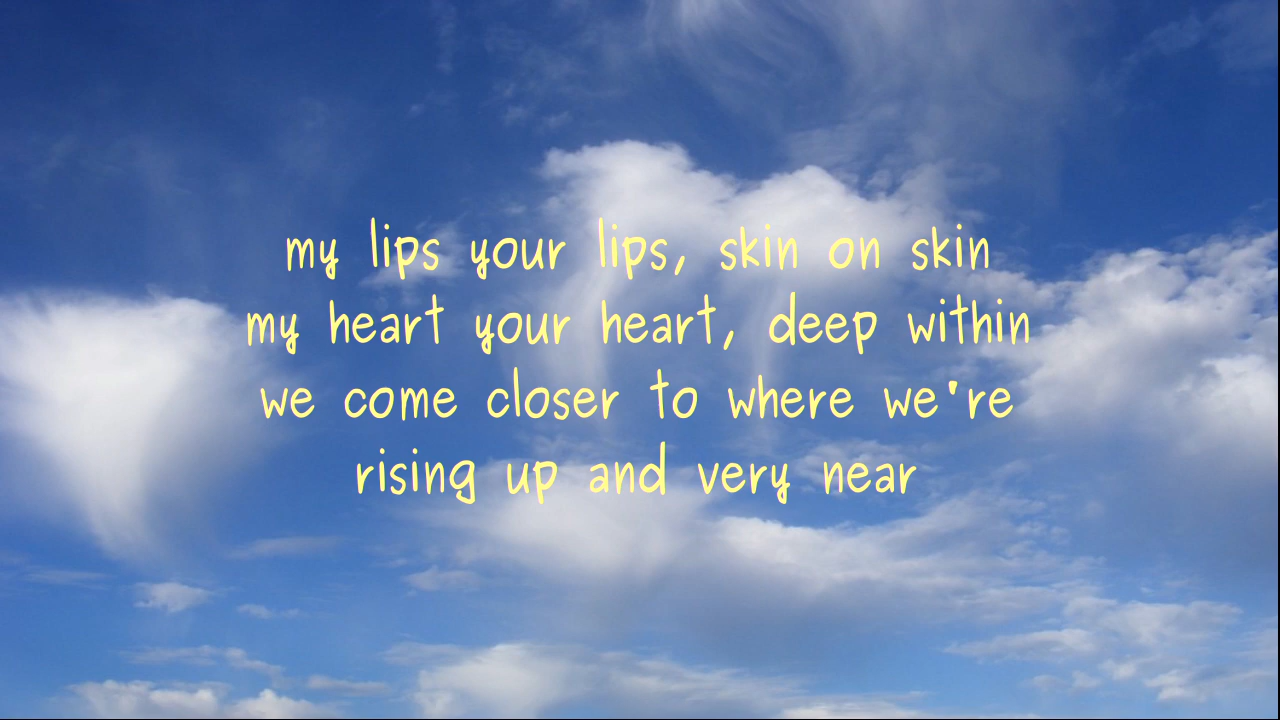 my lips your lips, skin on skin
my heart your heart, deep within
we come closer to where we're
rising up and very near